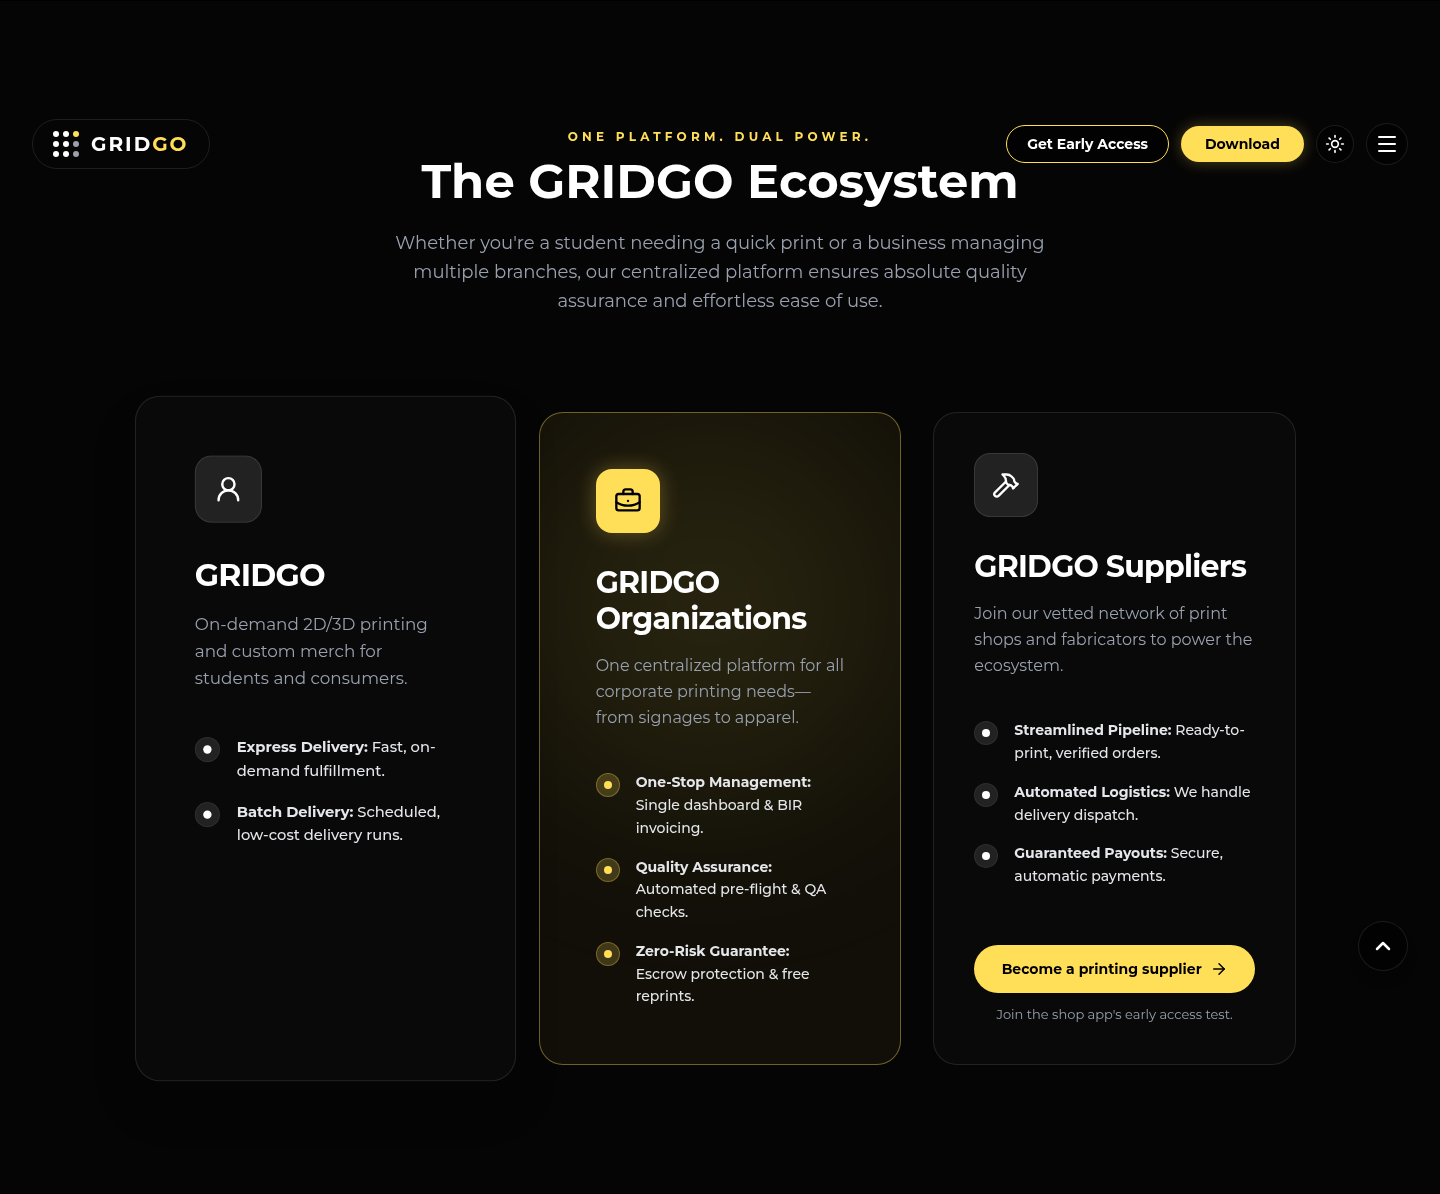 GRIDGO
ONE PLATFORM. DUAL POWER.
Get Early Access
Download
The GRIDGO Ecosystem
Whether you're a student needing a quick print or a business managing
multiple branches, our centralized platform ensures absolute quality
assurance and effortless ease of use.
GRIDGO
On-demand 2D/3D printing
and custom merch for
students and consumers.
Express Delivery: Fast, on-
demand fulfillment.
Batch Delivery: Scheduled,
low-cost delivery runs.
GRIDGO
Organizations
One centralized platform for all
corporate printing needs—
from signages to apparel.
One-Stop Management:
Single dashboard & BIR
invoicing.
Quality Assurance:
Automated pre-flight & QA
checks.
Zero-Risk Guarantee:
Escrow protection & free
reprints.
GRIDGO Suppliers
Join our vetted network of print
shops and fabricators to power the
ecosystem.
Streamlined Pipeline: Ready-to-
print, verified orders.
Automated Logistics: We handle
delivery dispatch.
Guaranteed Payouts: Secure,
automatic payments.
Become a printing supplier
Join the shop app's early access test.